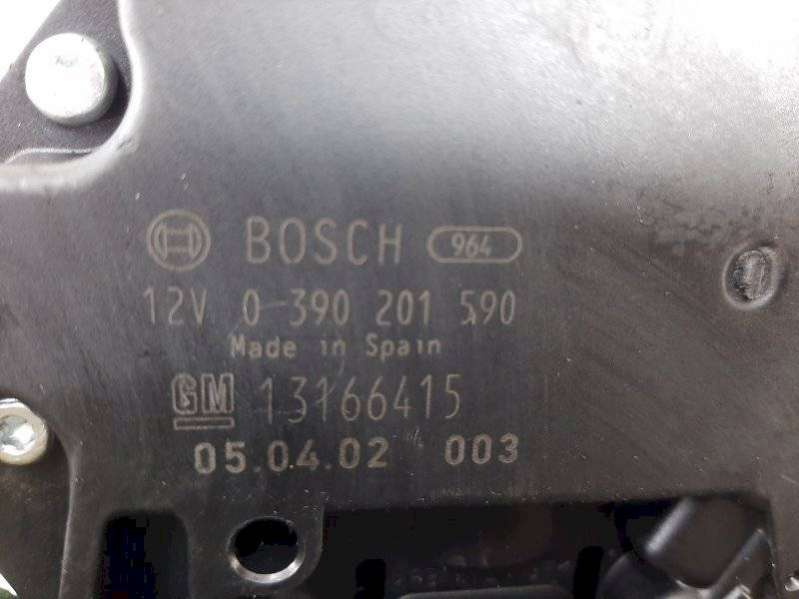 BOSCH 964
12V 0 390 201 590
Made in Spain
GM 13166415
05.04.02 003